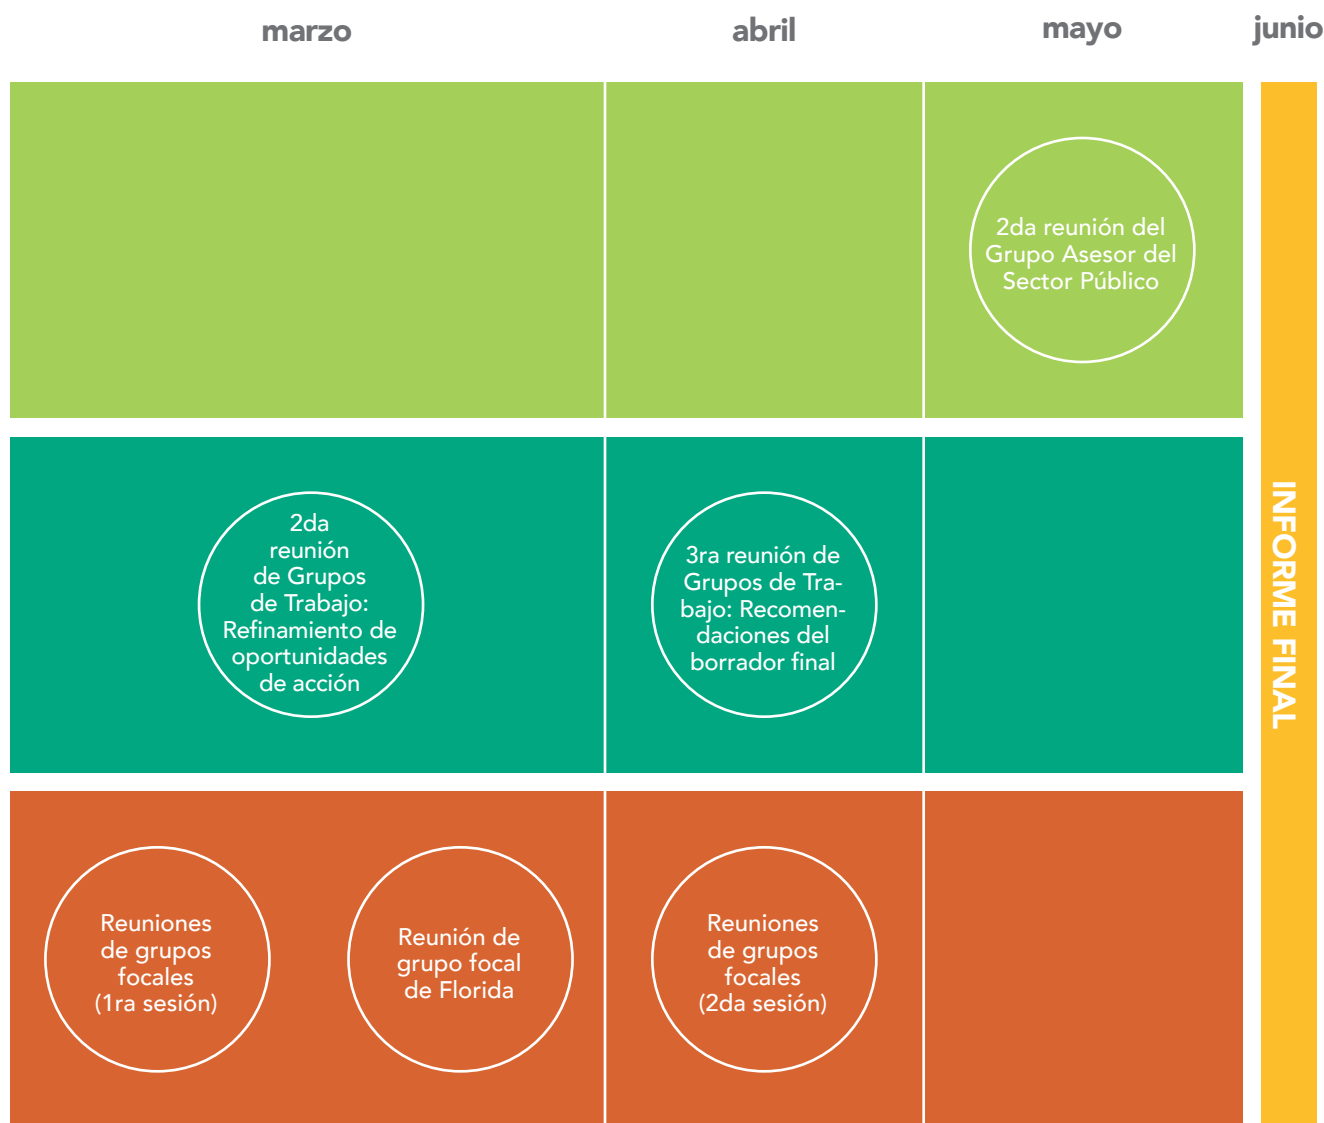 marzo
abril
mayo
junio
2da reunión del
Grupo Asesor del
Sector Público
2da
reunión
de Grupos
de Trabajo:
Refinamiento de
oportunidades
de acción
3ra reunión de
Grupos de Tra-
bajo: Recomen-
daciones del
borrador final
Reuniones
de grupos
focales
(1ra sesión)
Reunión de
grupo focal
de Florida
Reuniones
de grupos
focales
(2da sesión)
INFORME FINAL